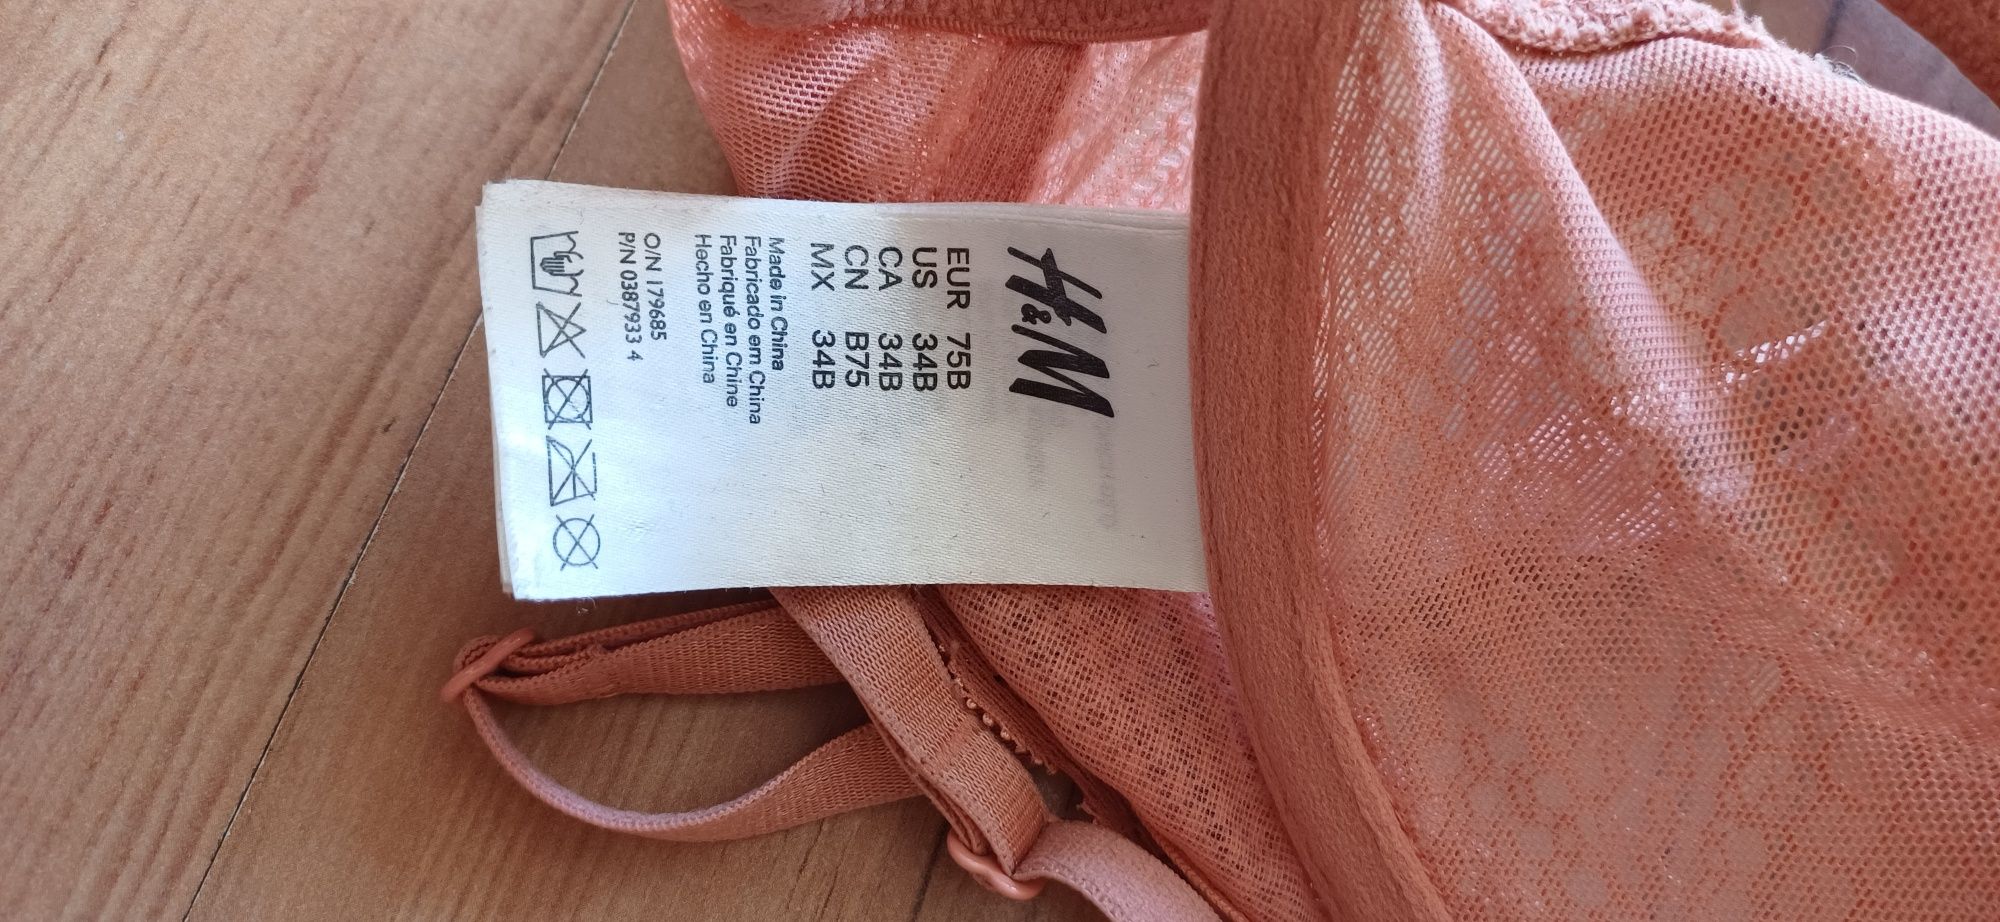 H&M
EUR 75B
US 34B
CA 34B
CN B75
MX 34B
Made in China
Fabricado em China
Fabriqué en Chine
Hecho en China
O/N 179685
P/N 0387933 4